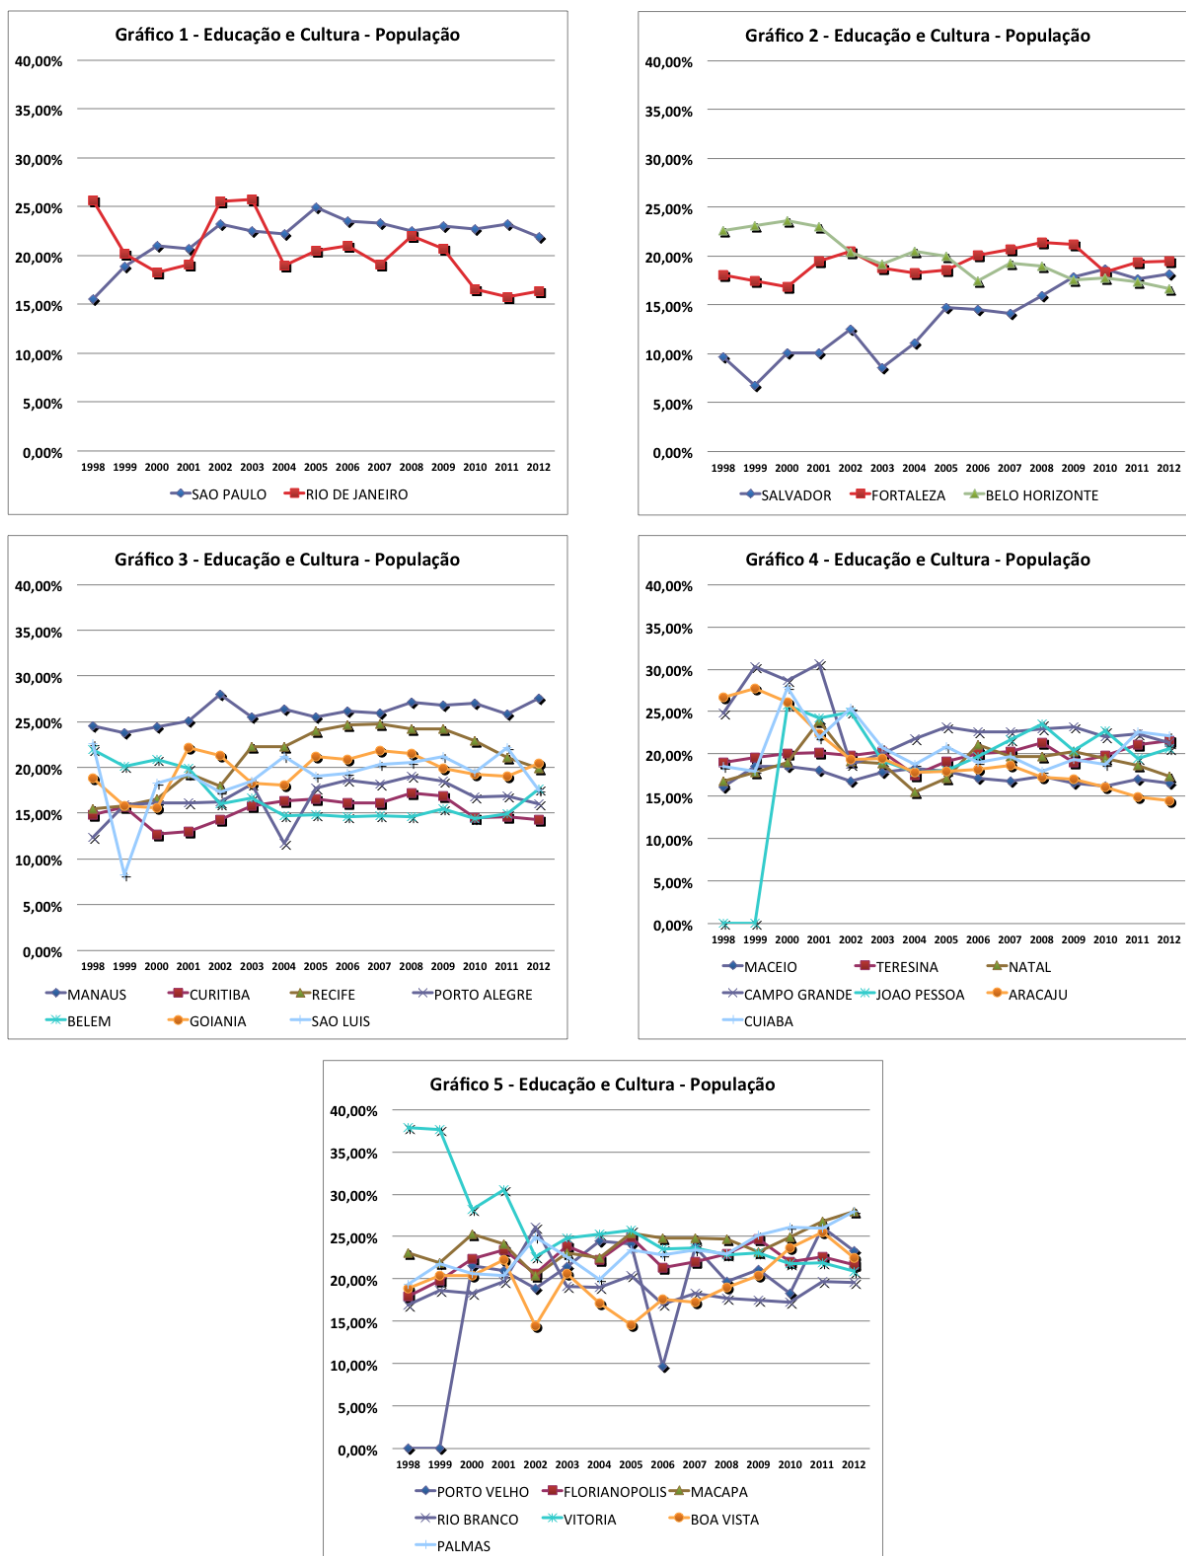 Gráfico 1 - Educação e Cultura - População
40,00%
35,00%
30,00%
25,00%
20,00%
15,00%
10,00%
5,00%
0,00%
1998 1999 2000 2001 2002 2003 2004 2005 2006 2007 2008 2009 2010 2011 2012
SAO PAULO RIO DE JANEIRO
Gráfico 2 - Educação e Cultura - População
40,00%
35,00%
30,00%
25,00%
20,00%
15,00%
10,00%
5,00%
0,00%
1998 1999 2000 2001 2002 2003 2004 2005 2006 2007 2008 2009 2010 2011 2012
SALVADOR FORTALEZA BELO HORIZONTE
Gráfico 3 - Educação e Cultura - População
40,00%
35,00%
30,00%
25,00%
20,00%
15,00%
10,00%
5,00%
0,00%
1998 1999 2000 2001 2002 2003 2004 2005 2006 2007 2008 2009 2010 2011 2012
MANAUS CURITIBA RECIFE PORTO ALEGRE
BELEM GOIANIA SAO LUIS
Gráfico 4 - Educação e Cultura - População
40,00%
35,00%
30,00%
25,00%
20,00%
15,00%
10,00%
5,00%
0,00%
1998 1999 2000 2001 2002 2003 2004 2005 2006 2007 2008 2009 2010 2011 2012
MACEIO TERESINA NATAL
CAMPO GRANDE JOAO PESSOA ARACAJU
CUIABA
Gráfico 5 - Educação e Cultura - População
40,00%
35,00%
30,00%
25,00%
20,00%
15,00%
10,00%
5,00%
0,00%
1998 1999 2000 2001 2002 2003 2004 2005 2006 2007 2008 2009 2010 2011 2012
PORTO VELHO FLORIANOPOLIS MACAPA
RIO BRANCO VITORIA BOA VISTA
PALMAS